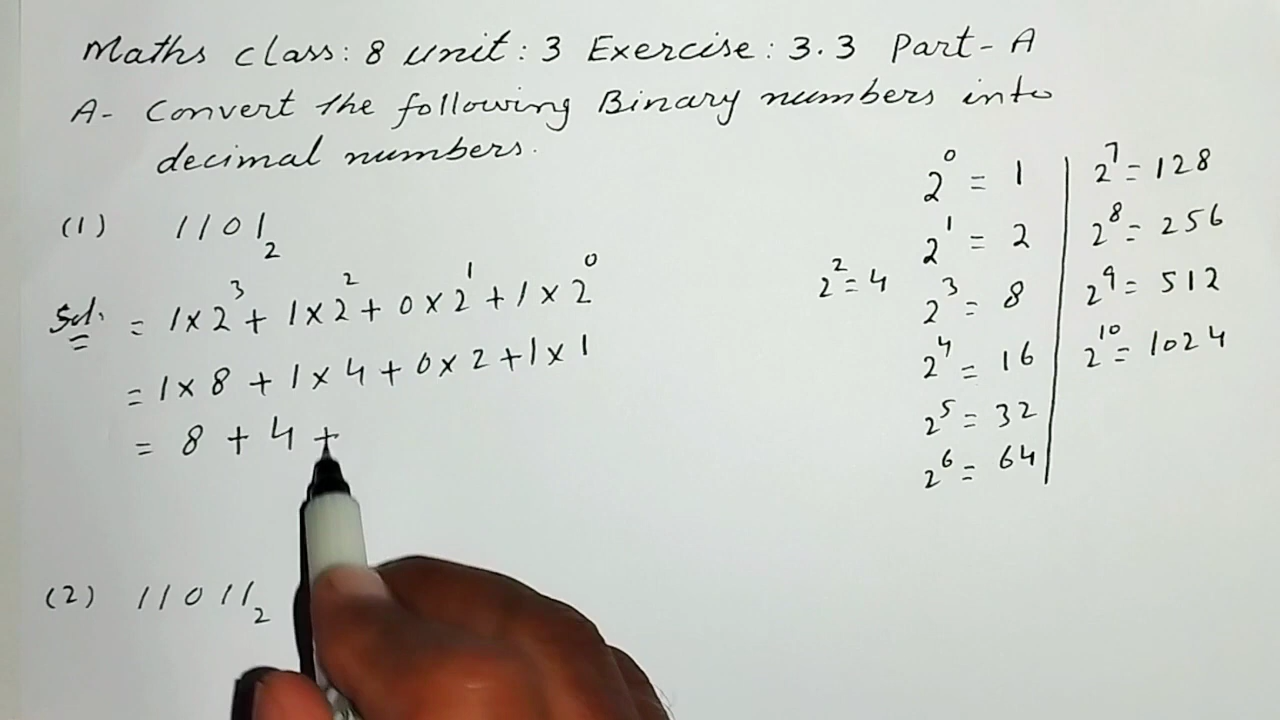 Maths class: 8 unit: 3 Exercise: 3.3 Part-A
A- Convert the following Binary numbers into
decimal numbers.
(1) 1101₂
Sol. = 1×2³ + 1×2² + 0×2¹ + 1×2⁰
= 1×8 + 1×4 + 0×2 + 1×1
= 8 + 4 +
(2) 11011₂
2² = 4
2⁰ = 1
2¹ = 2
2³ = 8
2⁴ = 16
2⁵ = 32
2⁶ = 64
2⁷ = 128
2⁸ = 256
2⁹ = 512
2¹⁰ = 1024